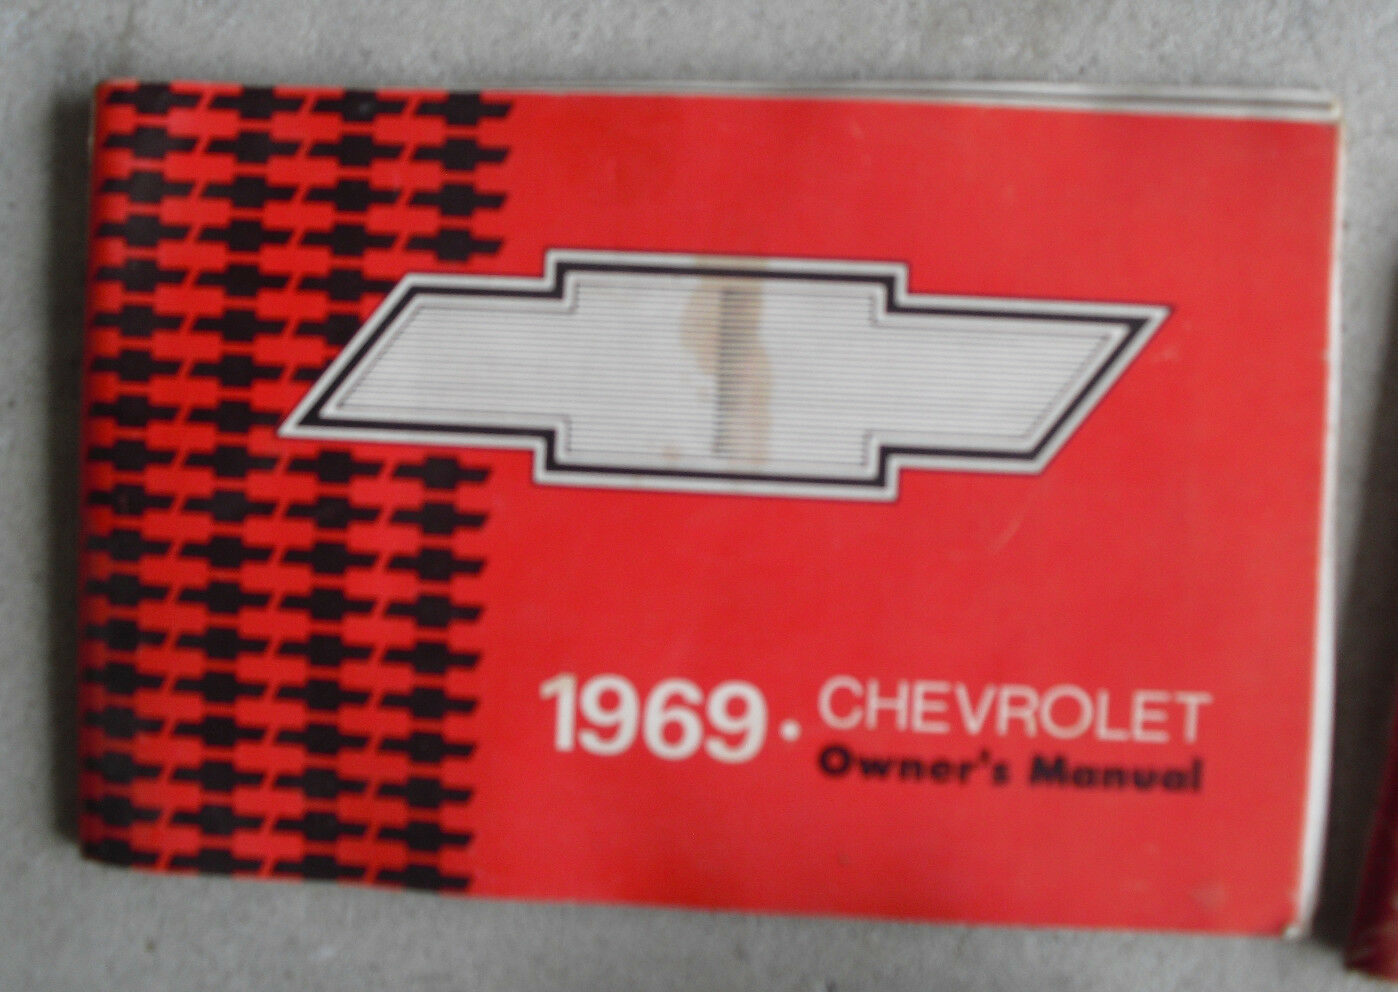 1969 • CHEVROLET
Owner's Manual